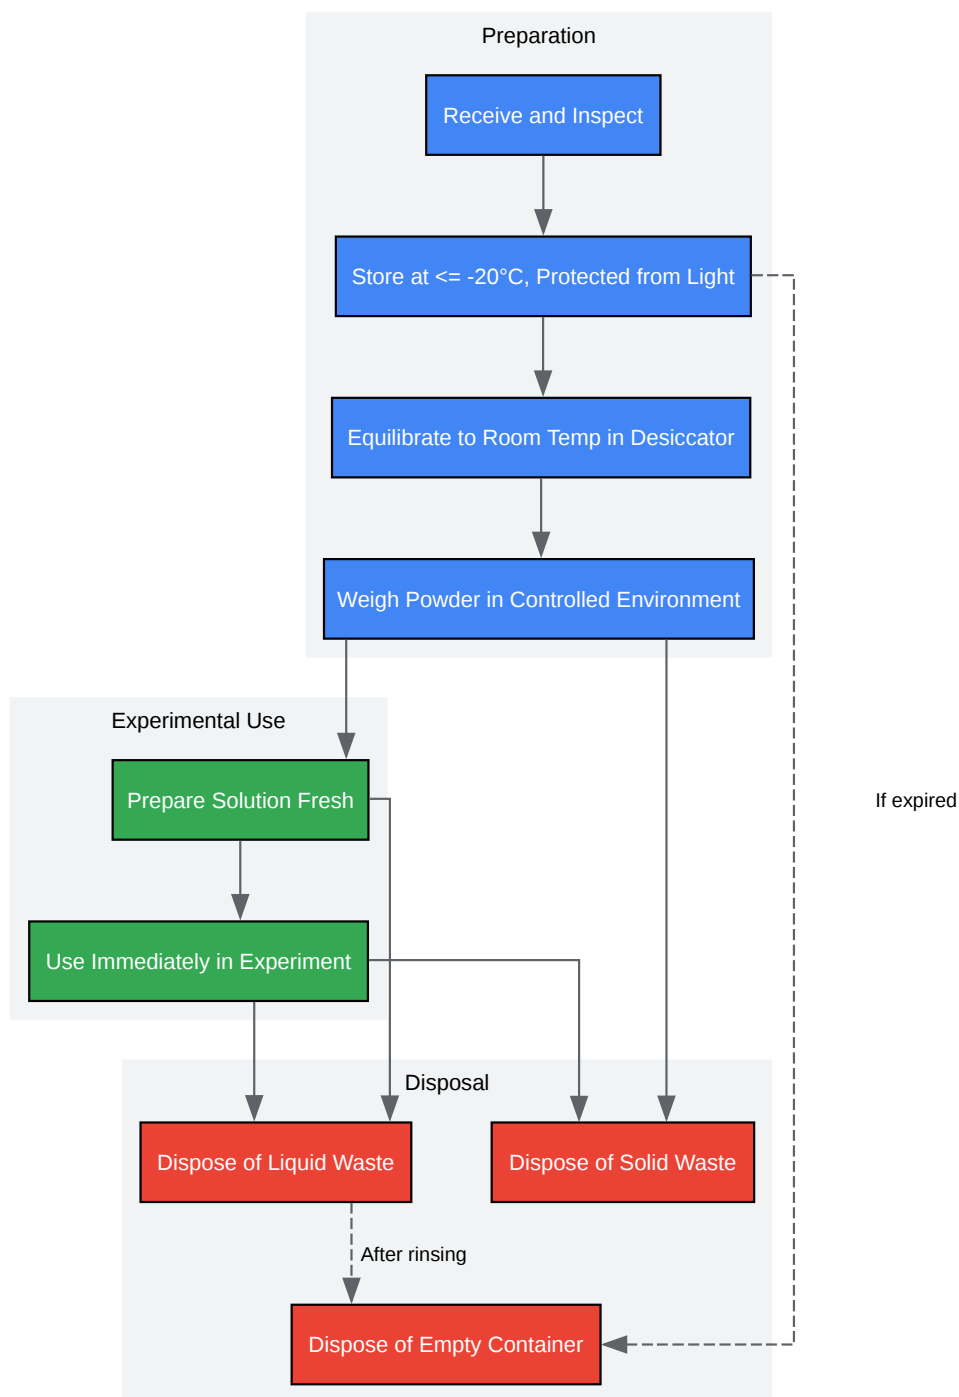 Preparation
Receive and Inspect
Store at <= -20°C, Protected from Light
Equilibrate to Room Temp in Desiccator
Weigh Powder in Controlled Environment
Experimental Use
Prepare Solution Fresh
If expired
Use Immediately in Experiment
Disposal
Dispose of Liquid Waste
Dispose of Solid Waste
After rinsing
Dispose of Empty Container